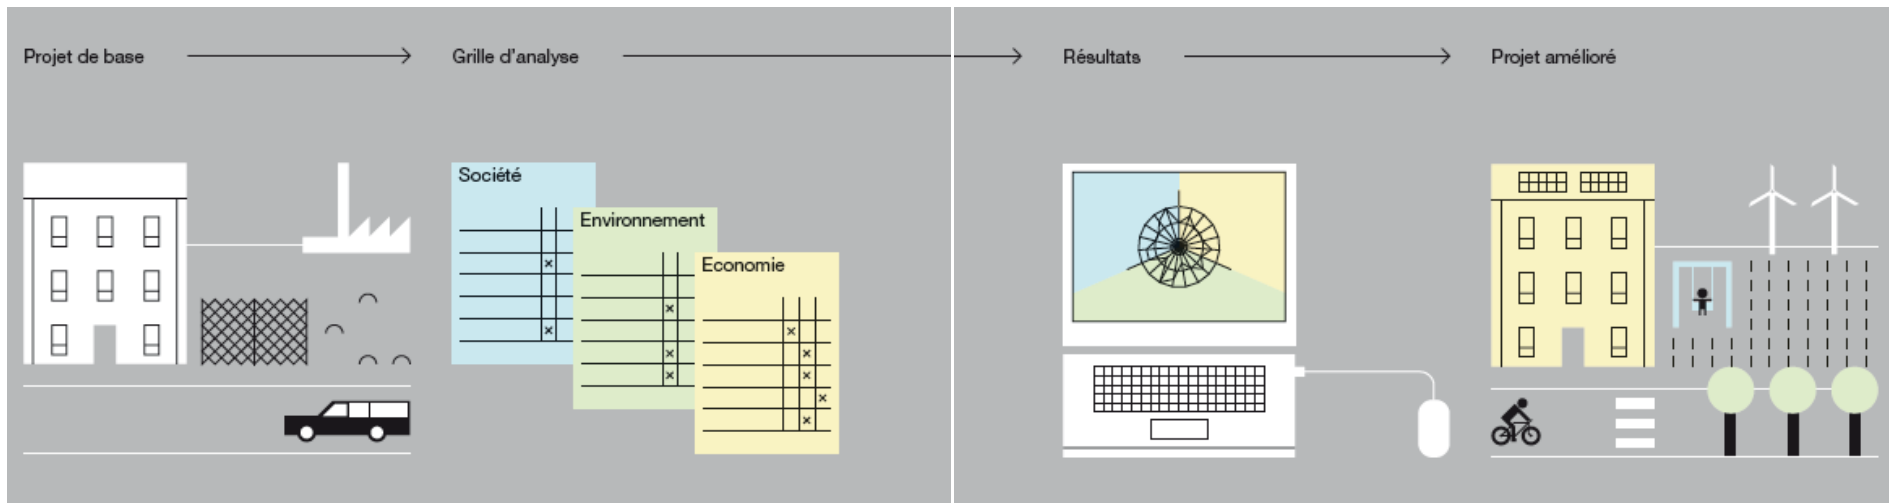 Projet de base
Grille d'analyse
Résultats
Projet amélioré
Société
Environnement
Economie